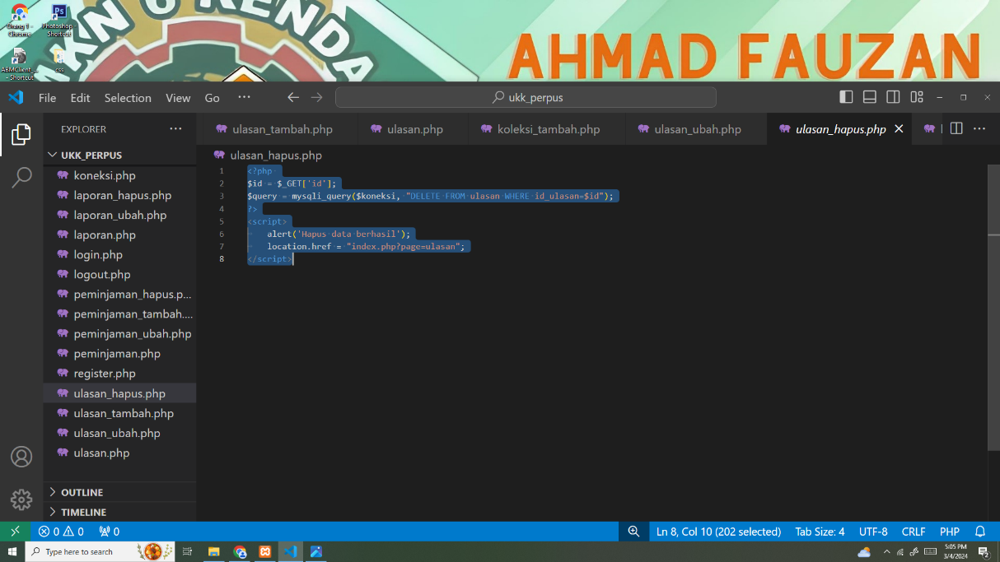 Orang 1 -
Chrome
Photoshop -
Shortcut
ABMClient_...
- Shortcut
css
RENDA
AHMAD FAUZAN
File Edit Selection View Go ...
ukk_perpus
EXPLORER ...
UKK_PERPUS
koneksi.php
laporan_hapus.php
laporan_ubah.php
laporan.php
login.php
logout.php
peminjaman_hapus.p...
peminjaman_tambah....
peminjaman_ubah.php
peminjaman.php
register.php
ulasan_hapus.php
ulasan_tambah.php
ulasan_ubah.php
ulasan.php
OUTLINE
TIMELINE
ulasan_tambah.php ulasan.php koleksi_tambah.php ulasan_ubah.php ulasan_hapus.php
ulasan_hapus.php
1 <?php
2 $id = $_GET['id'];
3 $query = mysqli_query($koneksi, "DELETE FROM ulasan WHERE id_ulasan=$id");
4 ?>
5 <script>
6 alert('Hapus data berhasil');
7 location.href = "index.php?page=ulasan";
8 </script>
0 0 0 Ln 8, Col 10 (202 selected) Tab Size: 4 UTF-8 CRLF PHP
Type here to search
5:05 PM
3/4/2024
2